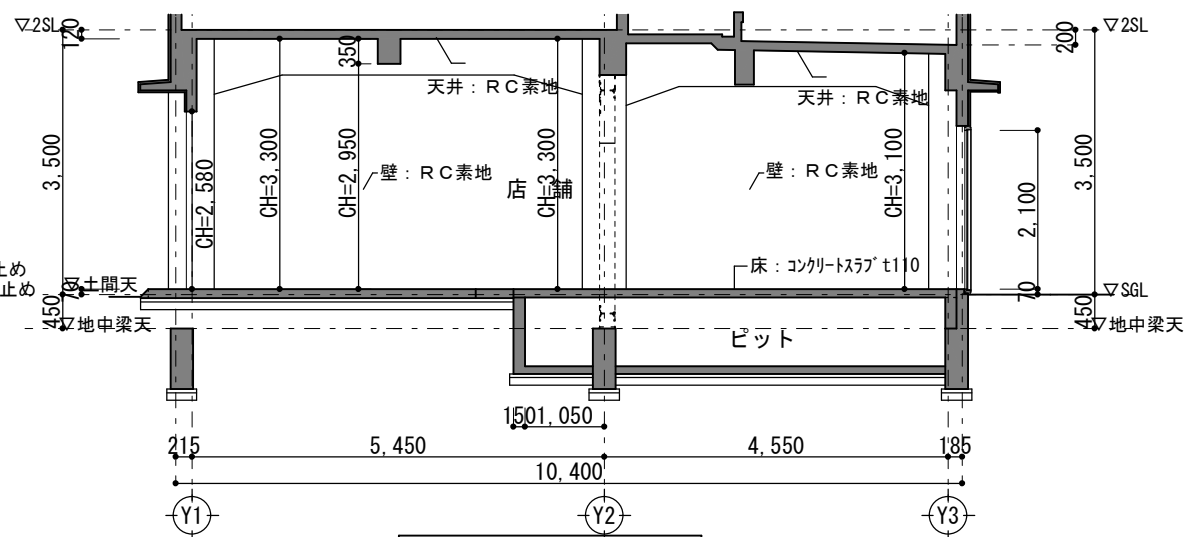 ▽2SL
120
350
▽2SL
200
天井：ＲＣ素地
天井：ＲＣ素地
3,500
CH=2,580
CH=3,300
CH=2,950
壁：ＲＣ素地
店舗
CH=3,300
壁：ＲＣ素地
CH=3,100
2,100
3,500
止め
止め
▽土間天
70
450
▽地中梁天
床：ｺﾝｸﾘｰﾄｽﾗﾌﾞt110
70
▽SGL
450
▽地中梁天
ピット
150
1,050
215
5,450
4,550
185
10,400
Y1
Y2
Y3